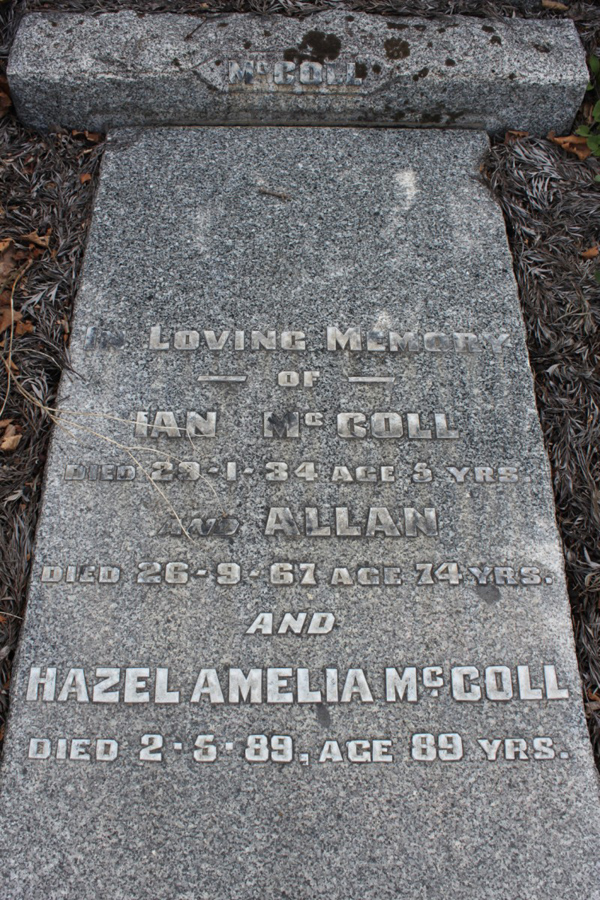 McCOLL
IN LOVING MEMORY
— OF —
IAN McCOLL
DIED 29-1-34 AGE 5 YRS.
AND ALLAN
DIED 26-9-67 AGE 74 YRS.
AND
HAZEL AMELIA McCOLL
DIED 2·5·89, AGE 89 YRS.